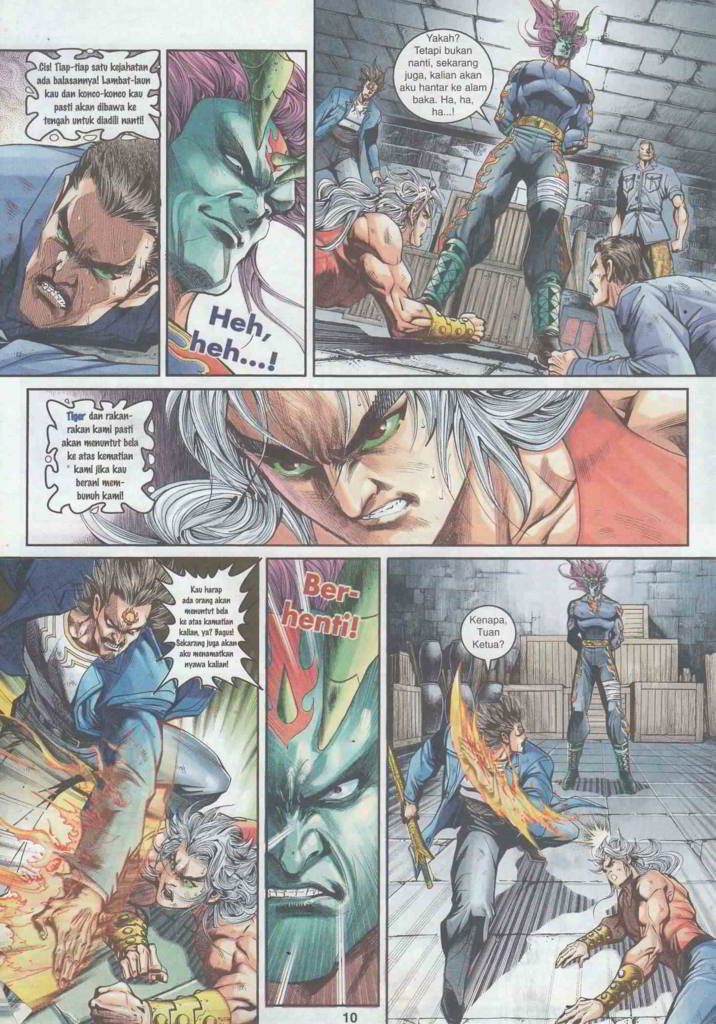 Cis! Tiap-tiap satu kejahatan
ada balasannya! Lambat-laun
kau dan konco-konco kau
pasti akan dibawa ke
tengah untuk diadili nanti!
Heh,
heh...!
Yakah?
Tetapi bukan
nanti, sekarang
juga, kalian akan
aku hantar ke alam
baka. Ha, ha,
ha...!
Tiger dan rakan-
rakan kami pasti
akan menuntut bela
ke atas kematian
kami jika kau
berani mem-
bunuh kami!
Kau harap
ada orang akan
menuntut bela
ke atas kamatian
kalian, ya? Bagus!
Sekarang juga akan
aku menamatkan
nyawa kalian!
Ber-
henti!
Kenapa,
Tuan
Ketua?
10